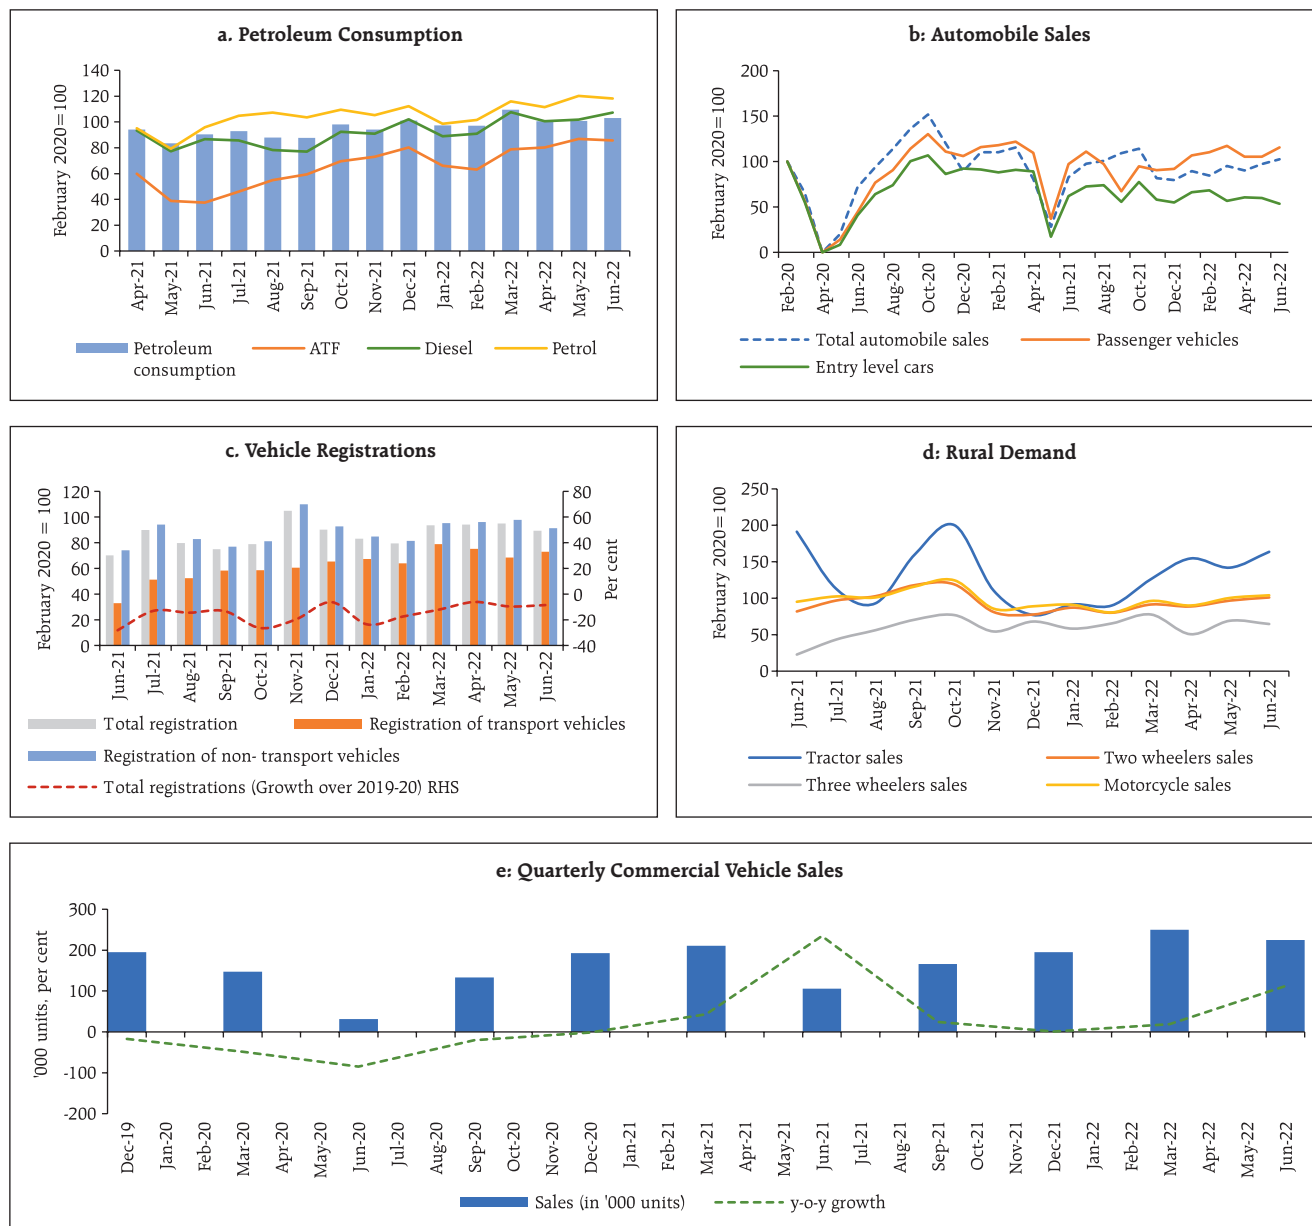 a. Petroleum Consumption
February 2020=100
140
120
100
80
60
40
20
0
Apr-21
May-21
Jun-21
Jul-21
Aug-21
Sep-21
Oct-21
Nov-21
Dec-21
Jan-22
Feb-22
Mar-22
Apr-22
May-22
Jun-22
Petroleum
consumption
ATF
Diesel
Petrol
b: Automobile Sales
February 2020=100
200
150
100
50
0
Feb-20
Apr-20
Jun-20
Aug-20
Oct-20
Dec-20
Feb-21
Apr-21
Jun-21
Aug-21
Oct-21
Dec-21
Feb-22
Apr-22
Jun-22
Total automobile sales
Passenger vehicles
Entry level cars
c. Vehicle Registrations
February 2020 = 100
120
100
80
60
40
20
0
80
60
40
20
0
-20
-40
Per cent
Jun-21
Jul-21
Aug-21
Sep-21
Oct-21
Nov-21
Dec-21
Jan-22
Feb-22
Mar-22
Apr-22
May-22
Jun-22
Total registration
Registration of transport vehicles
Registration of non- transport vehicles
Total registrations (Growth over 2019-20) RHS
d: Rural Demand
February 2020=100
250
200
150
100
50
0
Jun-21
Jul-21
Aug-21
Sep-21
Oct-21
Nov-21
Dec-21
Jan-22
Feb-22
Mar-22
Apr-22
May-22
Jun-22
Tractor sales
Two wheelers sales
Three wheelers sales
Motorcycle sales
e: Quarterly Commercial Vehicle Sales
'000 units, per cent
300
200
100
0
-100
-200
Dec-19
Jan-20
Feb-20
Mar-20
Apr-20
May-20
Jun-20
Jul-20
Aug-20
Sep-20
Oct-20
Nov-20
Dec-20
Jan-21
Feb-21
Mar-21
Apr-21
May-21
Jun-21
Jul-21
Aug-21
Sep-21
Oct-21
Nov-21
Dec-21
Jan-22
Feb-22
Mar-22
Apr-22
May-22
Jun-22
Sales (in '000 units)
y-o-y growth